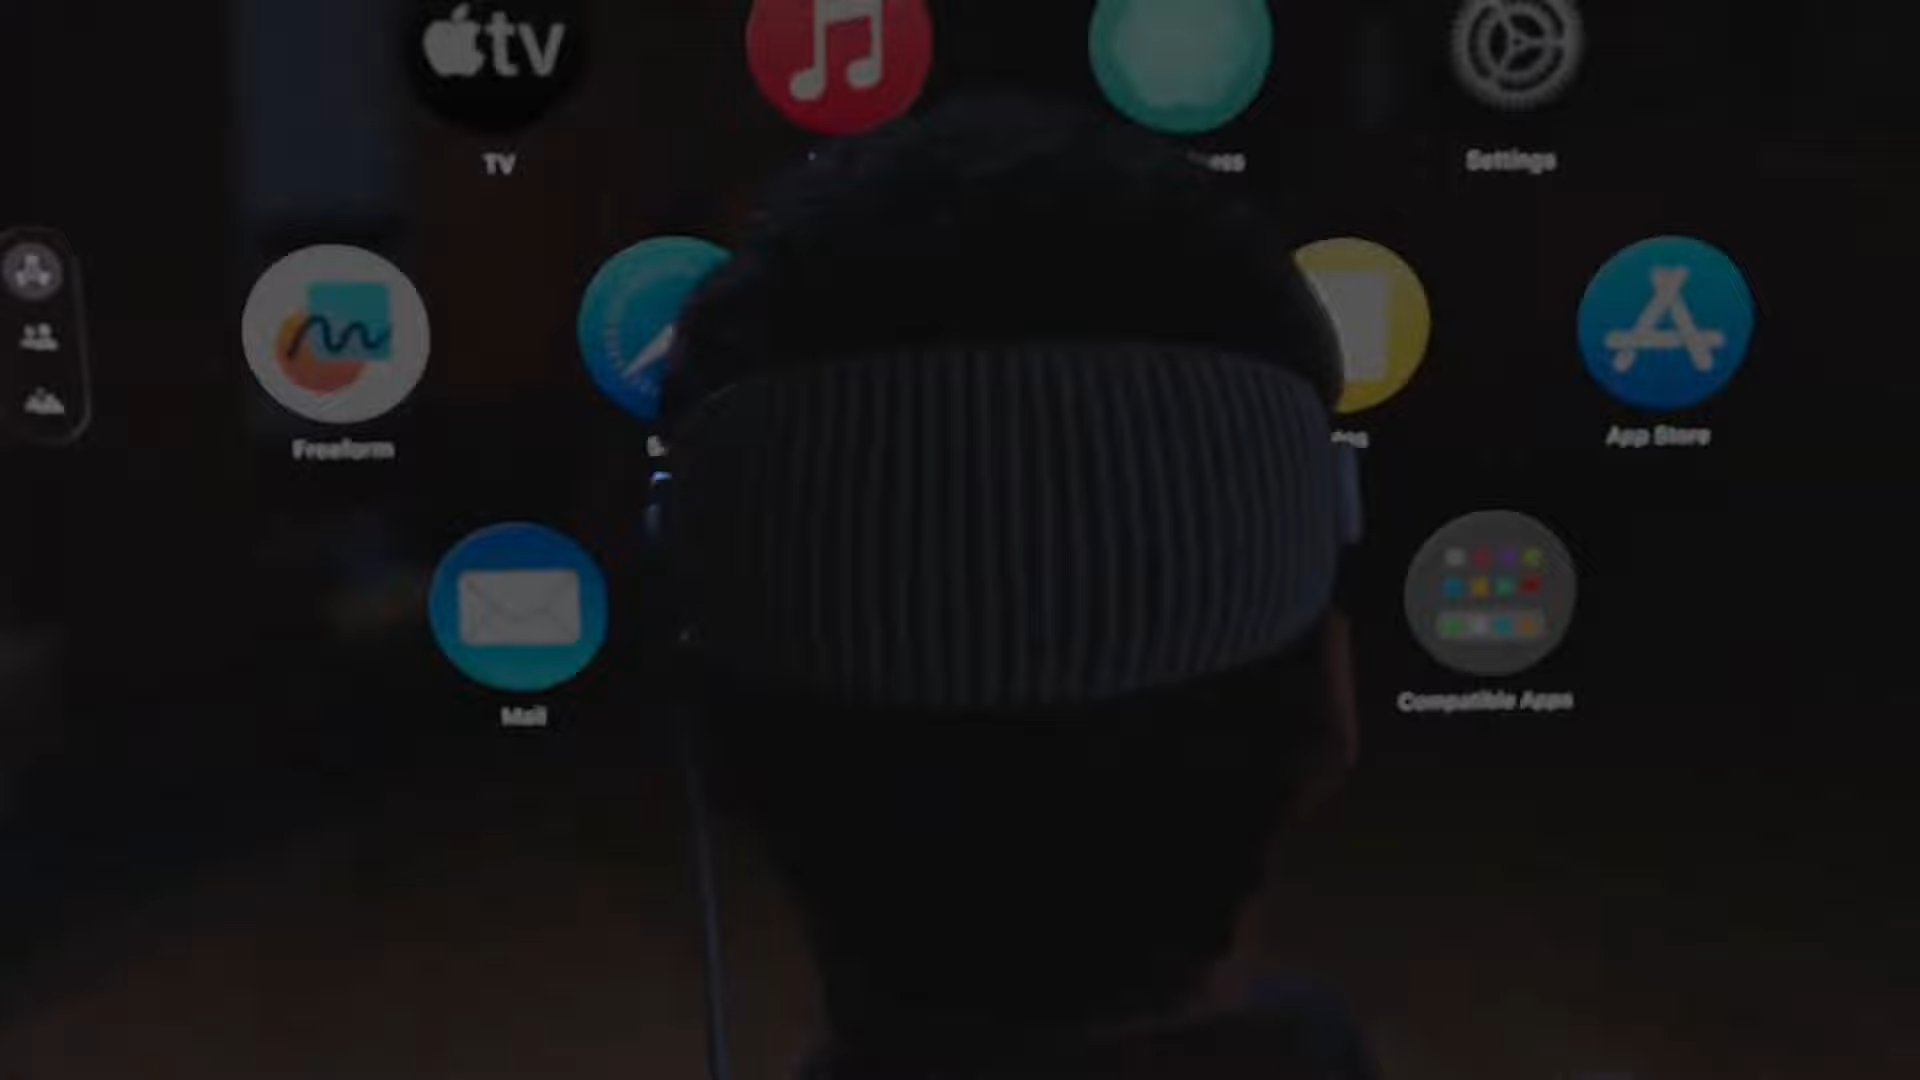 tv
TV
Settings
Freeform
App Store
Mail
Compatible Apps